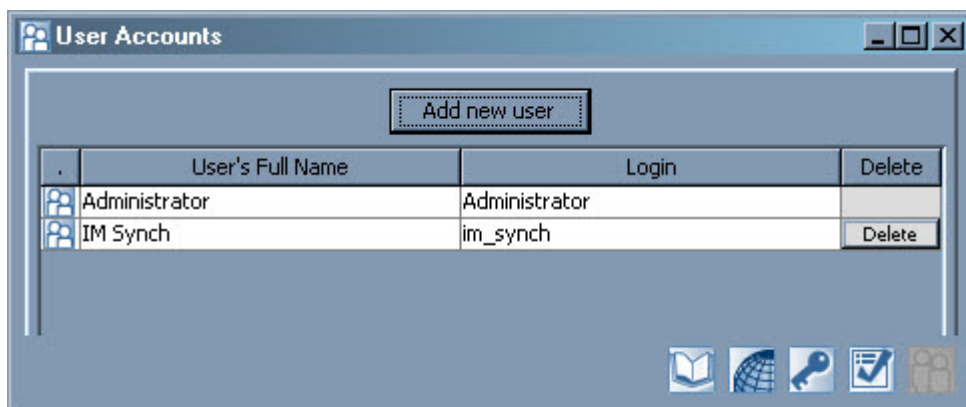 User Accounts
Add new user
. User's Full Name Login Delete
Administrator Administrator
IM Synch im_synch Delete